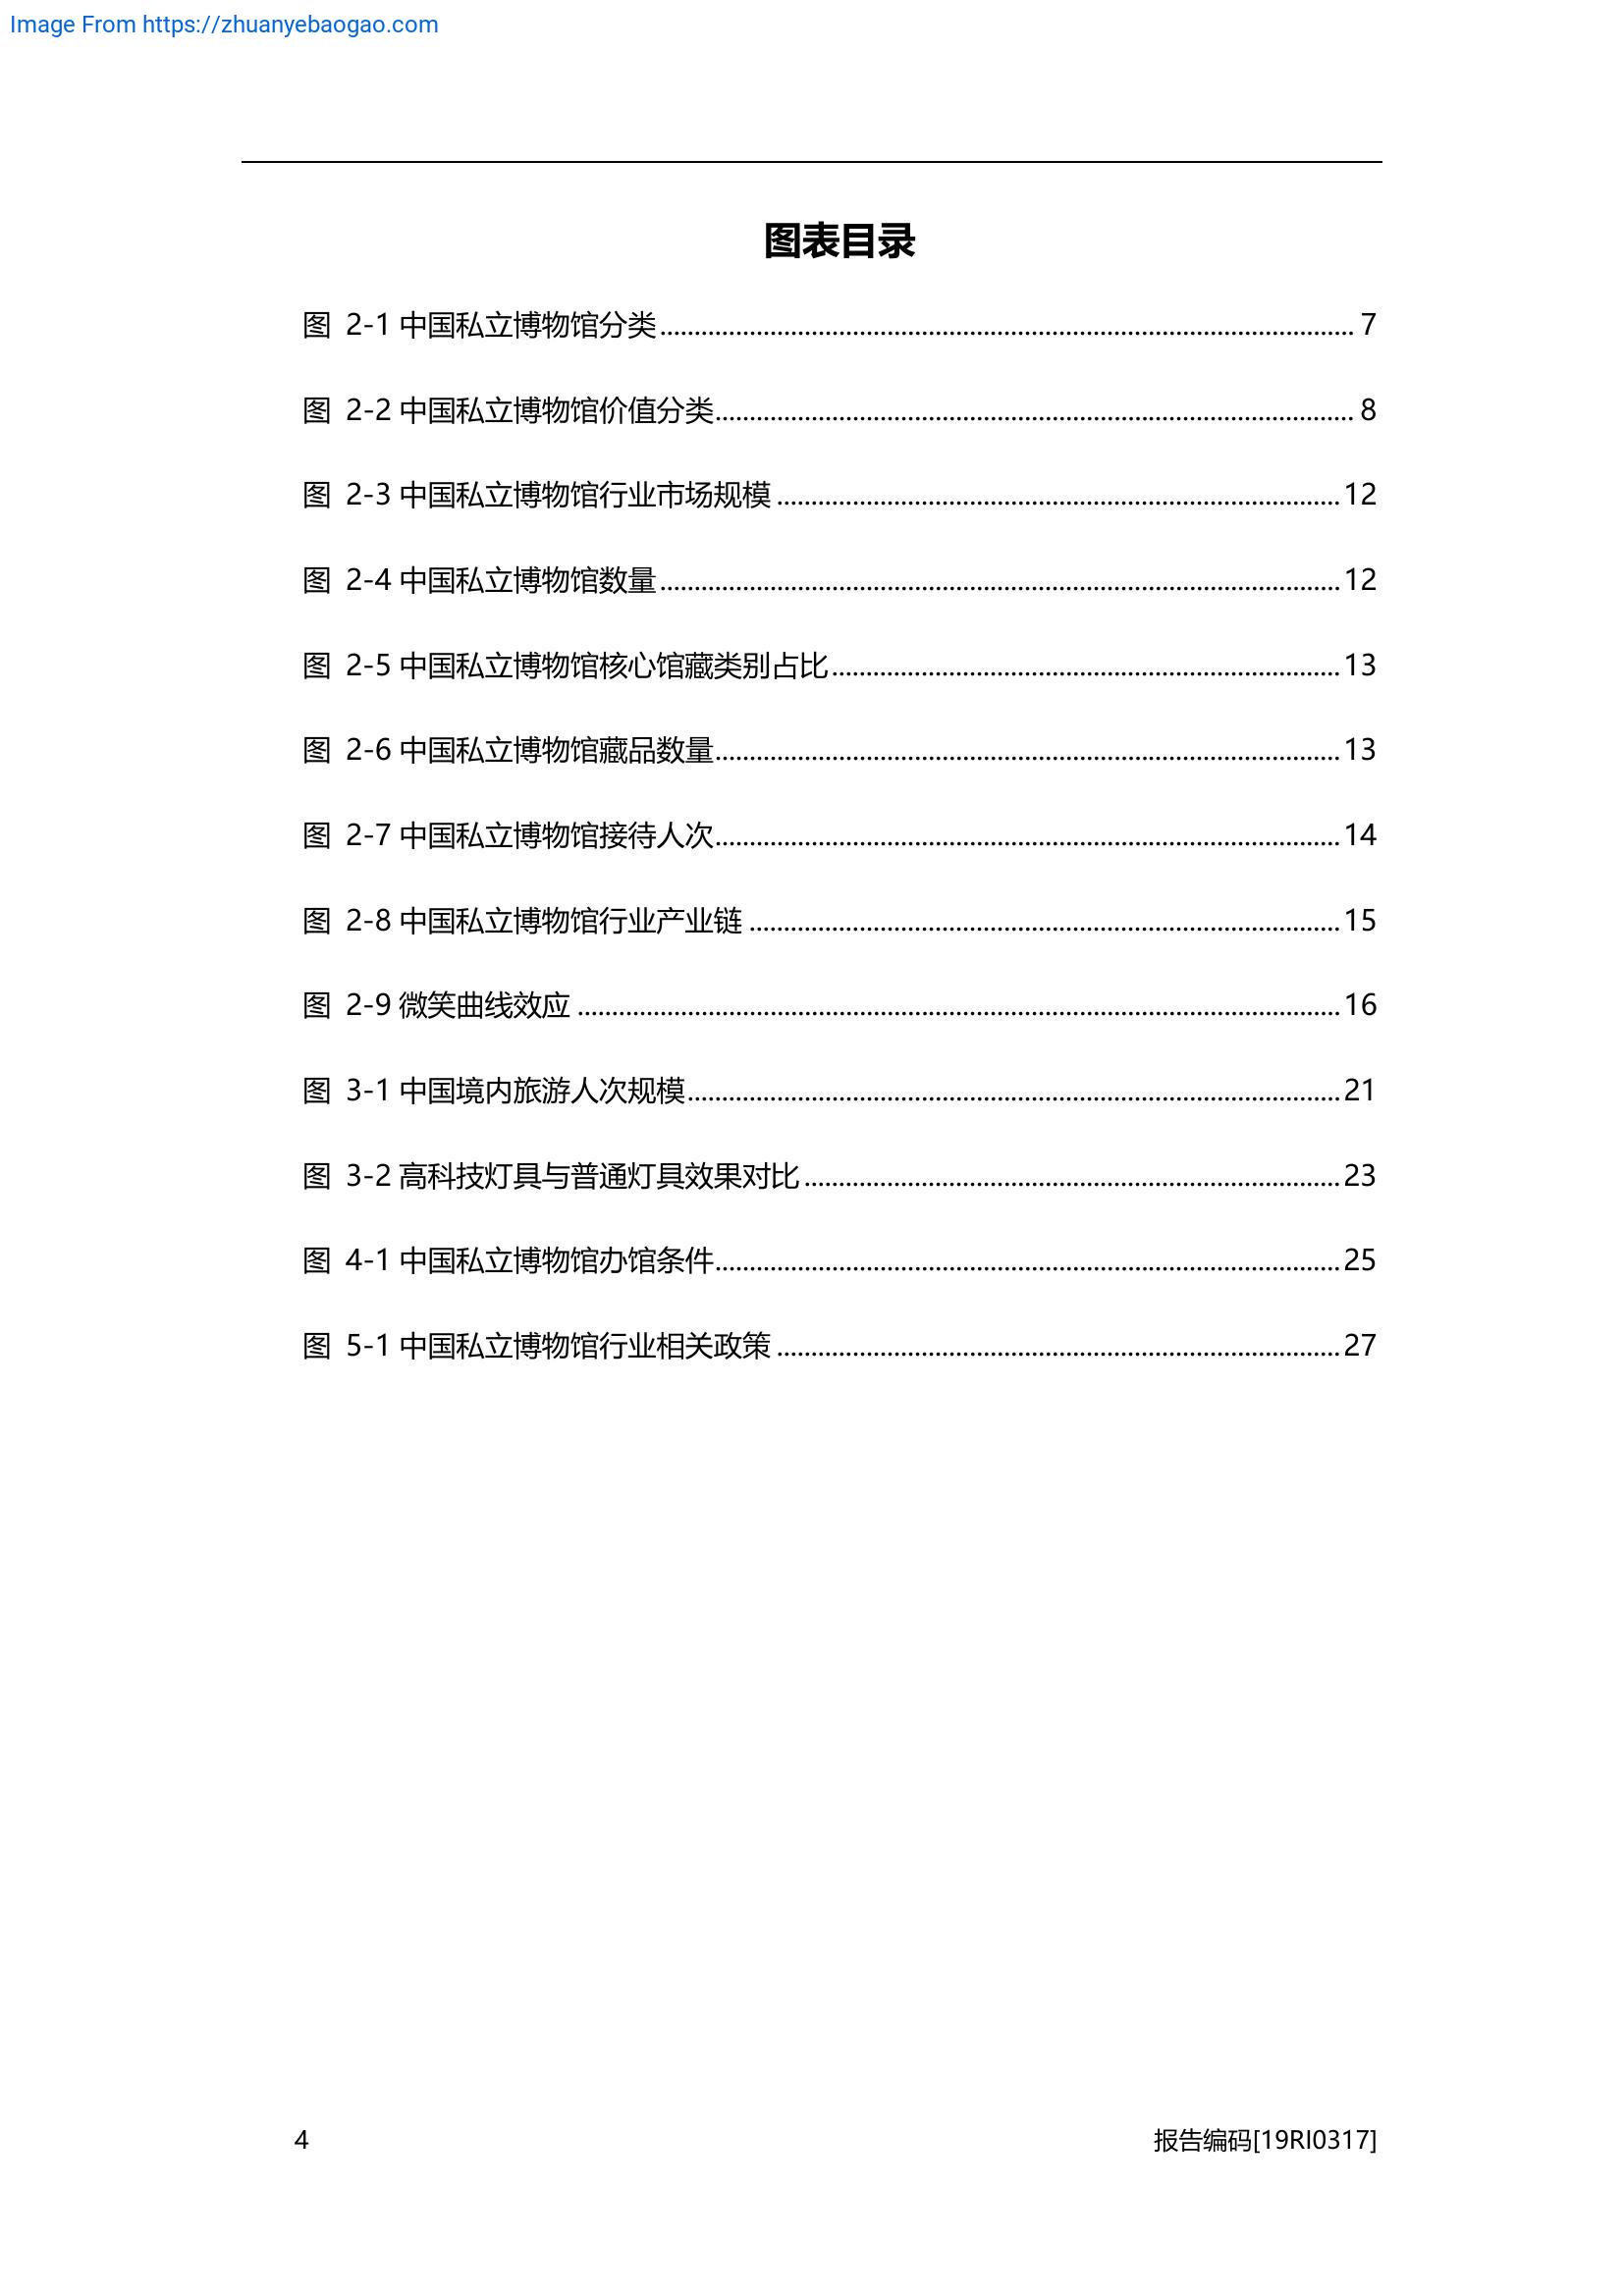 Image From https://zhuanyebaogao.com
图表目录
图 2-1 中国私立博物馆分类 ........ 7
图 2-2 中国私立博物馆价值分类 ........ 8
图 2-3 中国私立博物馆行业市场规模 ........ 12
图 2-4 中国私立博物馆数量 ........ 12
图 2-5 中国私立博物馆核心馆藏类别占比 ........ 13
图 2-6 中国私立博物馆藏品数量 ........ 13
图 2-7 中国私立博物馆接待人次 ........ 14
图 2-8 中国私立博物馆行业产业链 ........ 15
图 2-9 微笑曲线效应 ........ 16
图 3-1 中国境内旅游人次规模 ........ 21
图 3-2 高科技灯具与普通灯具效果对比 ........ 23
图 4-1 中国私立博物馆办馆条件 ........ 25
图 5-1 中国私立博物馆行业相关政策 ........ 27
4 报告编码[19RI0317]